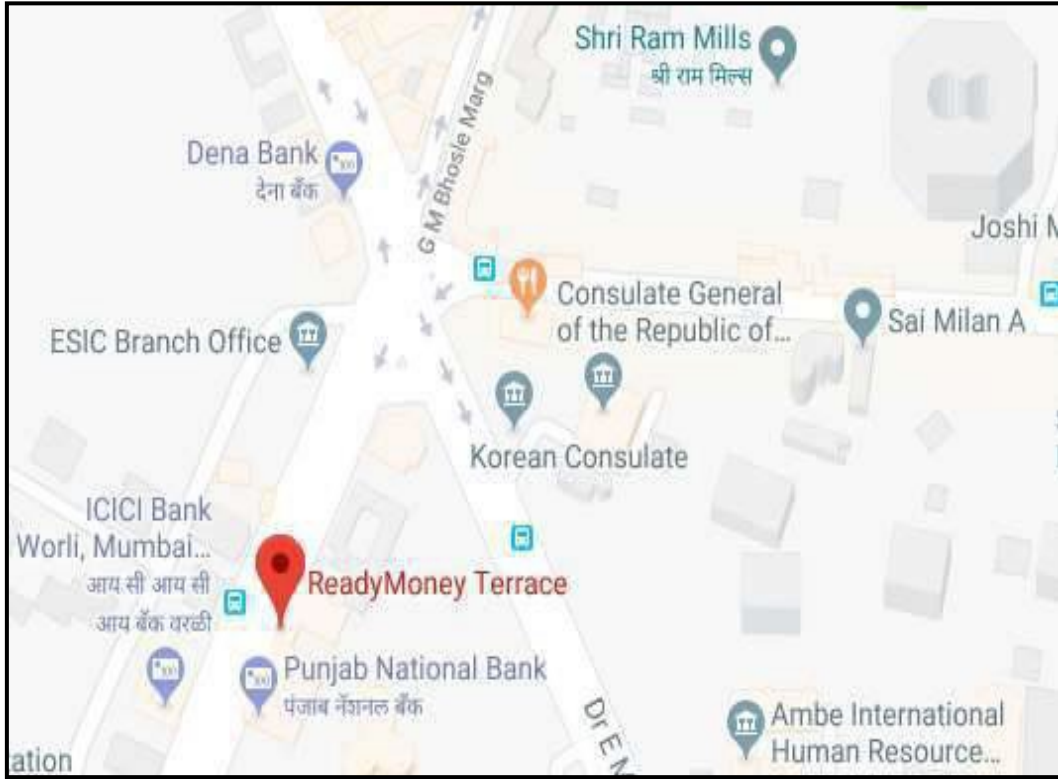 Shri Ram Mills
श्री राम मिल्स
G M Bhosle Marg
Dena Bank
देना बँक
Joshi M
Consulate General
of the Republic of...
Sai Milan A
ESIC Branch Office
Korean Consulate
ICICI Bank
Worli, Mumbai...
आय सी आय सी
आय बँक वरळी
ReadyMoney Terrace
Punjab National Bank
पंजाब नॅशनल बँक
Dr E M
Ambe International
Human Resource...
ation